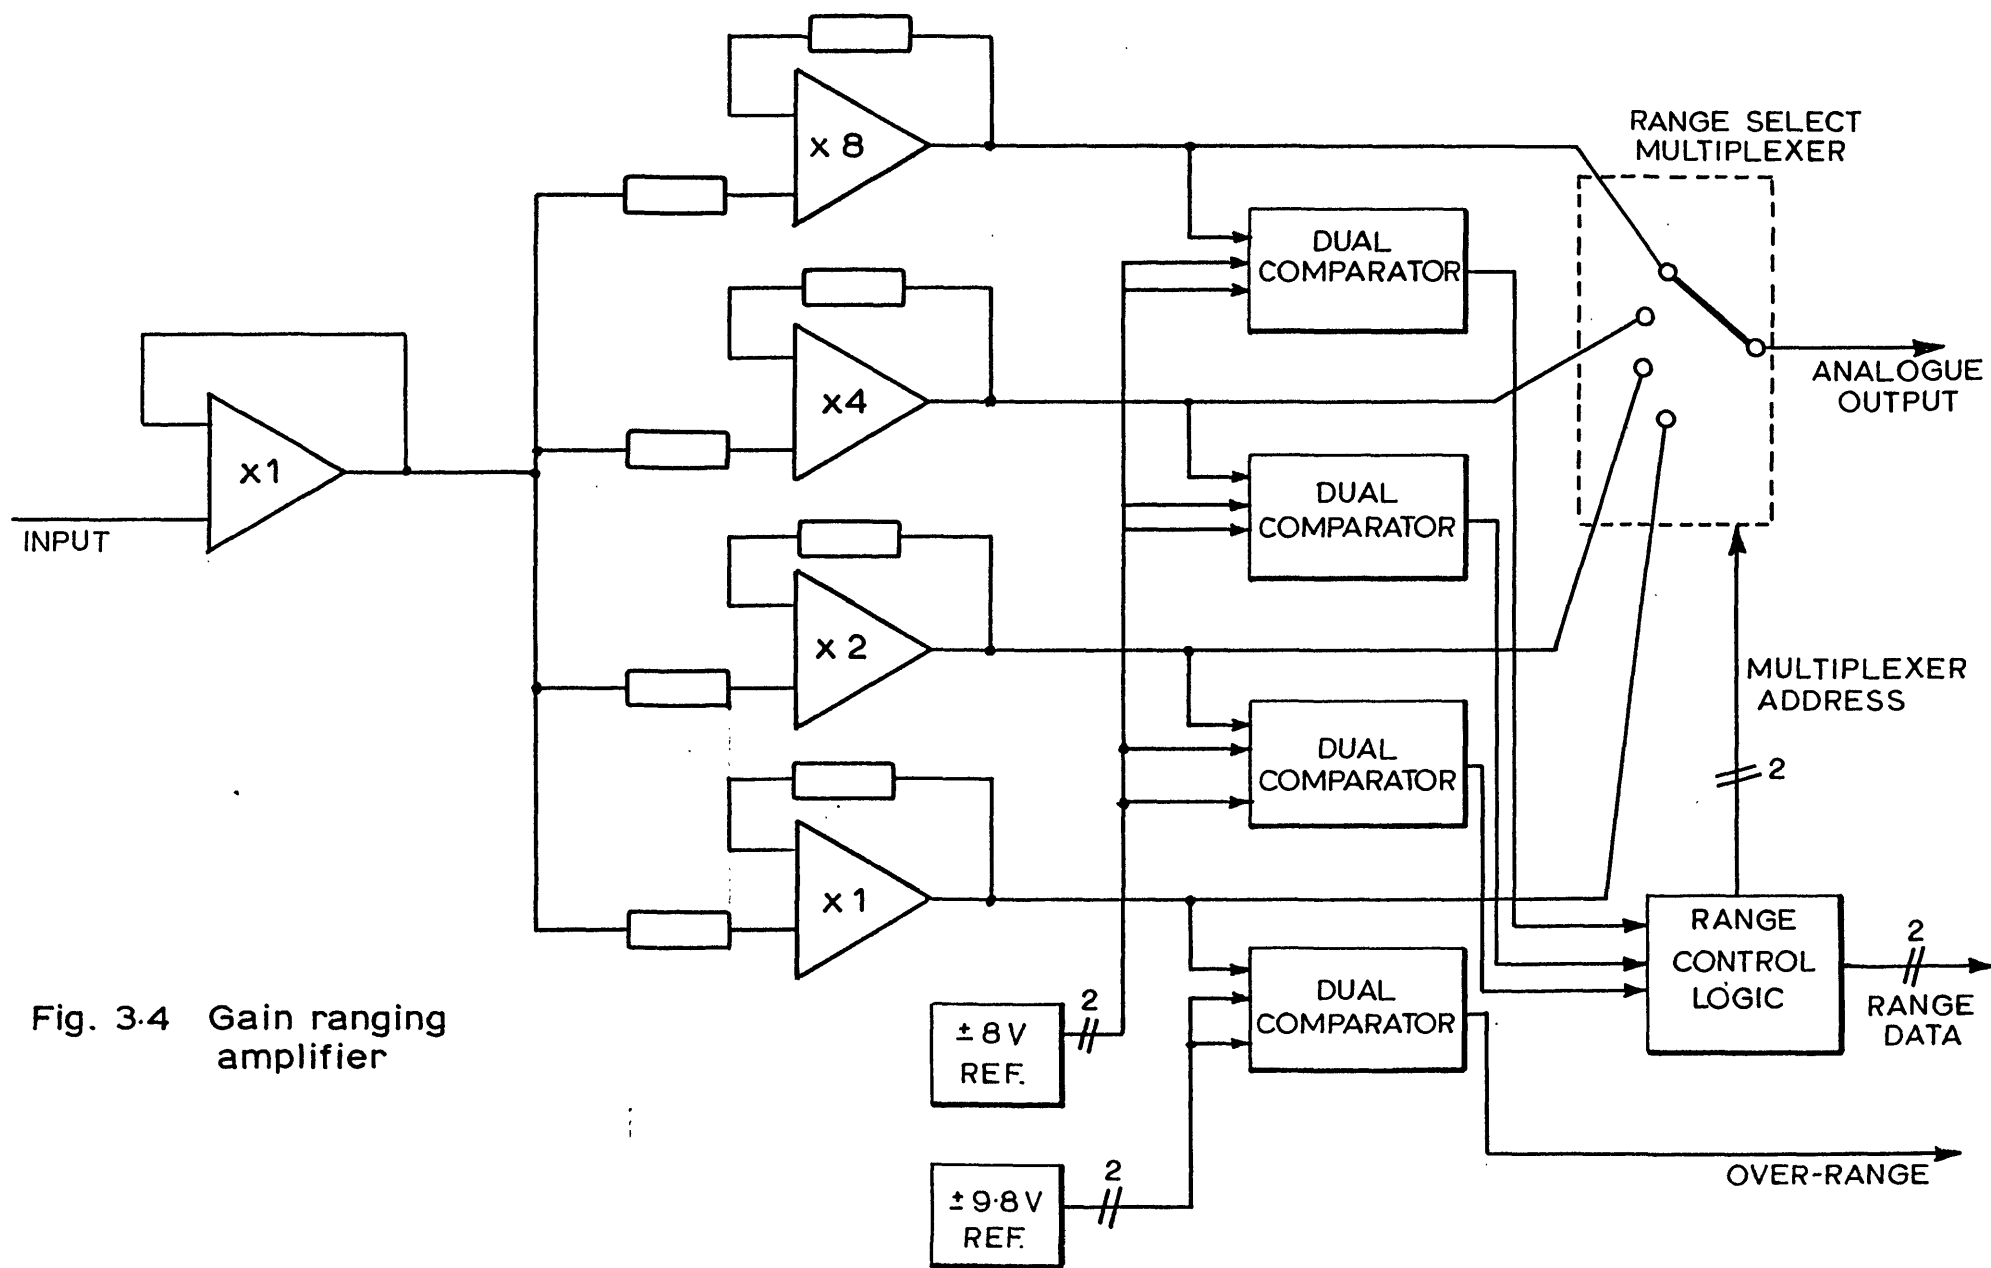 x 8
RANGE SELECT
MULTIPLEXER
DUAL
COMPARATOR
x4
ANALOGUE
OUTPUT
x1
INPUT
DUAL
COMPARATOR
x 2
MULTIPLEXER
ADDRESS
DUAL
COMPARATOR
2
x 1
RANGE
CONTROL
LOGIC
2
RANGE
DATA
DUAL
COMPARATOR
Fig. 3·4 Gain ranging
amplifier
± 8 V
REF.
2
± 9·8 V
REF.
2
OVER-RANGE